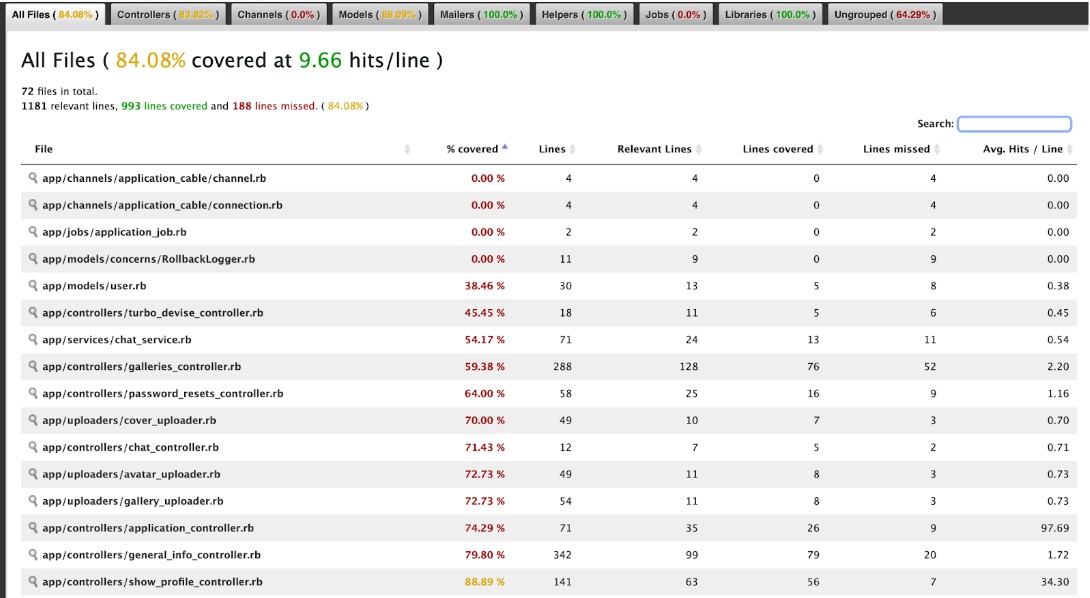 All Files ( 84.08% ) Controllers ( 83.82% ) Channels ( 0.0% ) Models ( 89.09% ) Mailers ( 100.0% ) Helpers ( 100.0% ) Jobs ( 0.0% ) Libraries ( 100.0% ) Ungrouped ( 64.29% )
All Files ( 84.08% covered at 9.66 hits/line )
72 files in total.
1181 relevant lines, 993 lines covered and 188 lines missed. ( 84.08% )
Search:
File % covered Lines Relevant Lines Lines covered Lines missed Avg. Hits / Line
app/channels/application_cable/channel.rb 0.00 % 4 4 0 4 0.00
app/channels/application_cable/connection.rb 0.00 % 4 4 0 4 0.00
app/jobs/application_job.rb 0.00 % 2 2 0 2 0.00
app/models/concerns/RollbackLogger.rb 0.00 % 11 9 0 9 0.00
app/models/user.rb 38.46 % 30 13 5 8 0.38
app/controllers/turbo_devise_controller.rb 45.45 % 18 11 5 6 0.45
app/services/chat_service.rb 54.17 % 71 24 13 11 0.54
app/controllers/galleries_controller.rb 59.38 % 288 128 76 52 2.20
app/controllers/password_resets_controller.rb 64.00 % 58 25 16 9 1.16
app/uploaders/cover_uploader.rb 70.00 % 49 10 7 3 0.70
app/controllers/chat_controller.rb 71.43 % 12 7 5 2 0.71
app/uploaders/avatar_uploader.rb 72.73 % 49 11 8 3 0.73
app/uploaders/gallery_uploader.rb 72.73 % 54 11 8 3 0.73
app/controllers/application_controller.rb 74.29 % 71 35 26 9 97.69
app/controllers/general_info_controller.rb 79.80 % 342 99 79 20 1.72
app/controllers/show_profile_controller.rb 88.89 % 141 63 56 7 34.30